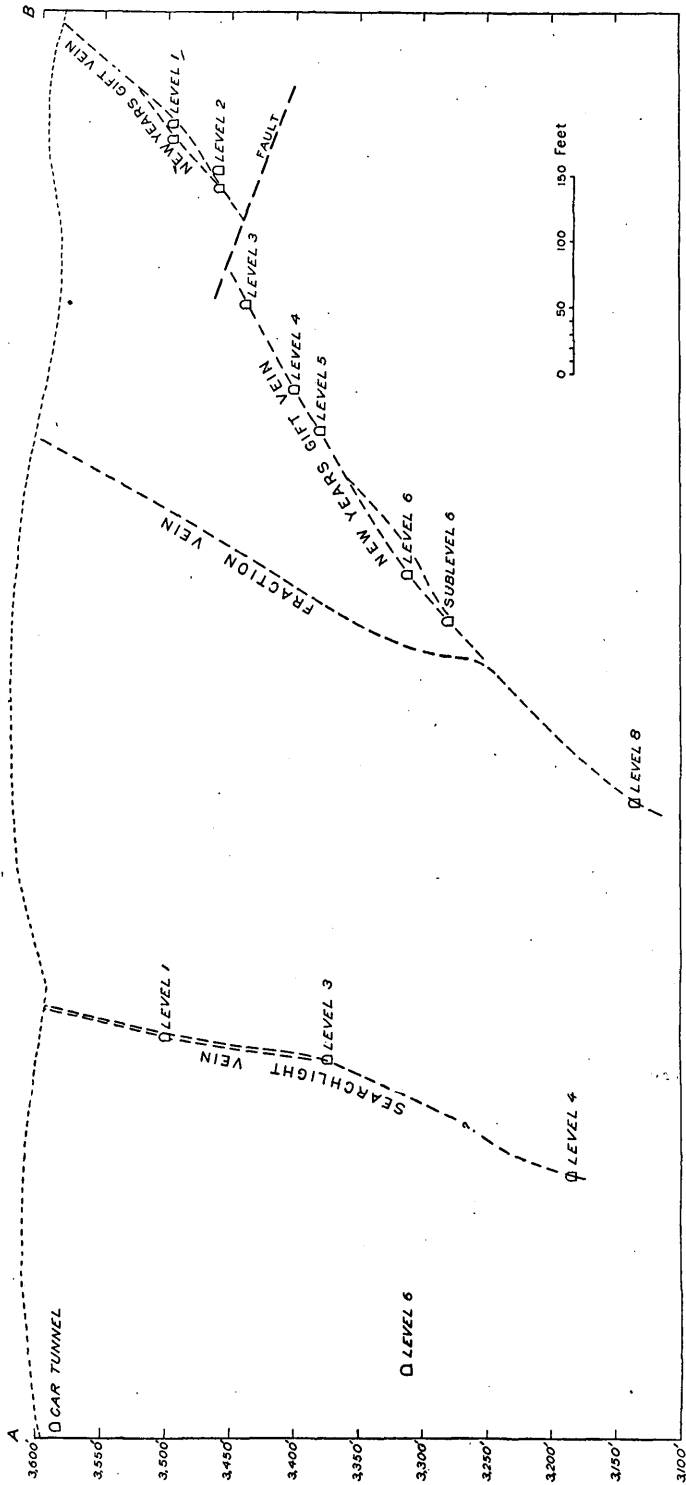 A
B
3,600'
3,550'
3,500'
3,450'
3,400'
3,350'
3,300'
3,250'
3,200'
3,150'
3,100'
CAR TUNNEL
LEVEL 6
SEARCHLIGHT VEIN
LEVEL 1
LEVEL 3
?
LEVEL 4
FRACTION VEIN
NEW YEARS GIFT VEIN
LEVEL 1
LEVEL 2
FAULT
LEVEL 3
LEVEL 4
LEVEL 5
NEW YEARS GIFT VEIN
LEVEL 6
SUBLEVEL 6
LEVEL 8
0 50 100 150 Feet